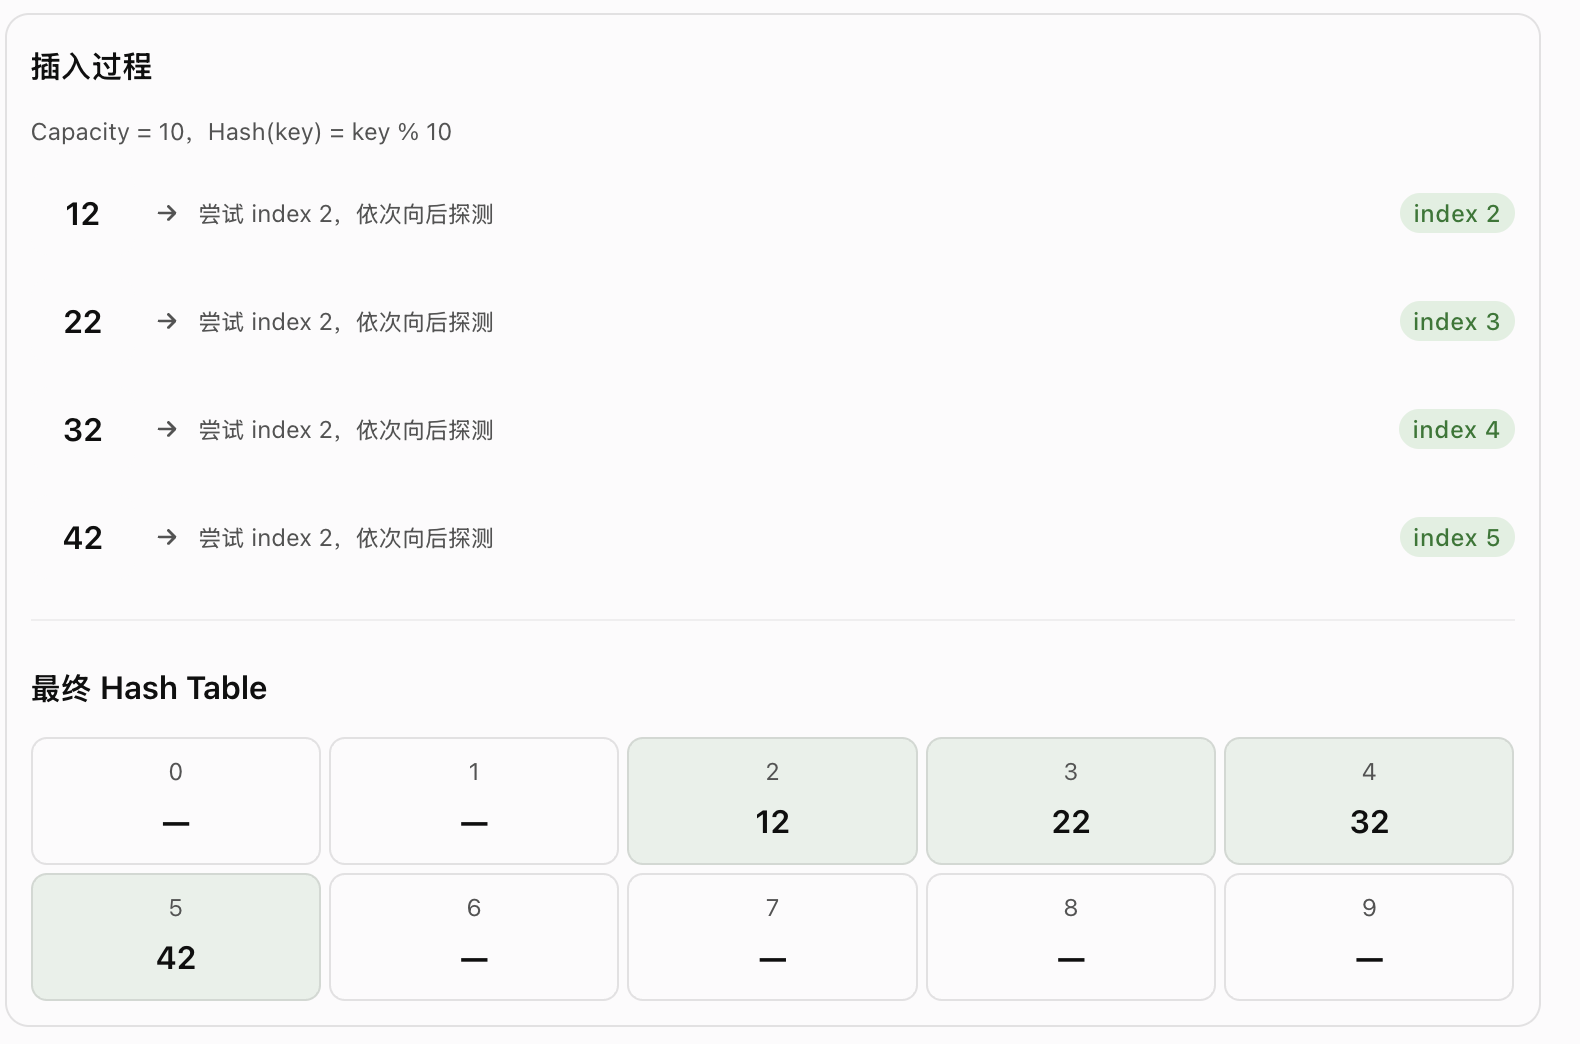 插入过程
Capacity = 10，Hash(key) = key % 10
12 → 尝试 index 2，依次向后探测 index 2
22 → 尝试 index 2，依次向后探测 index 3
32 → 尝试 index 2，依次向后探测 index 4
42 → 尝试 index 2，依次向后探测 index 5
最终 Hash Table
0 1 2 3 4
— — 12 22 32
5 6 7 8 9
42 — — — —